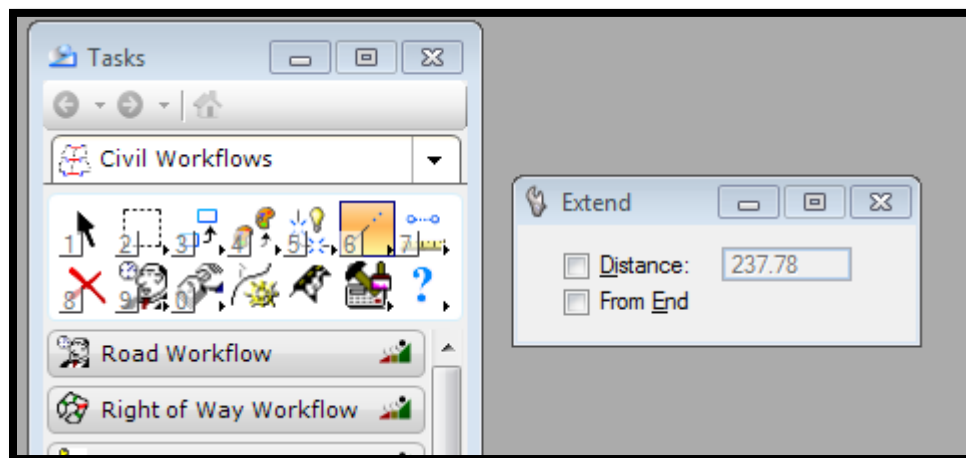 Tasks
Civil Workflows
1 2 3 4 5 6 7
8 9 0
?
Road Workflow
Right of Way Workflow
Extend
Distance: 237.78
From End